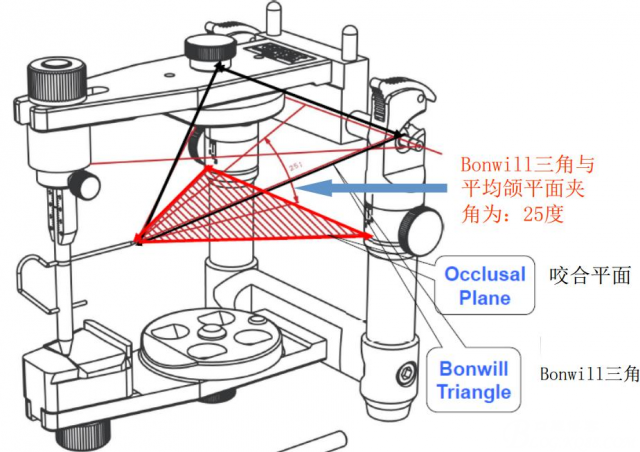 25°
Bonwill三角与
平均颌平面夹
角为：25度
Occlusal
Plane
咬合平面
Bonwill
Triangle
Bonwill三角